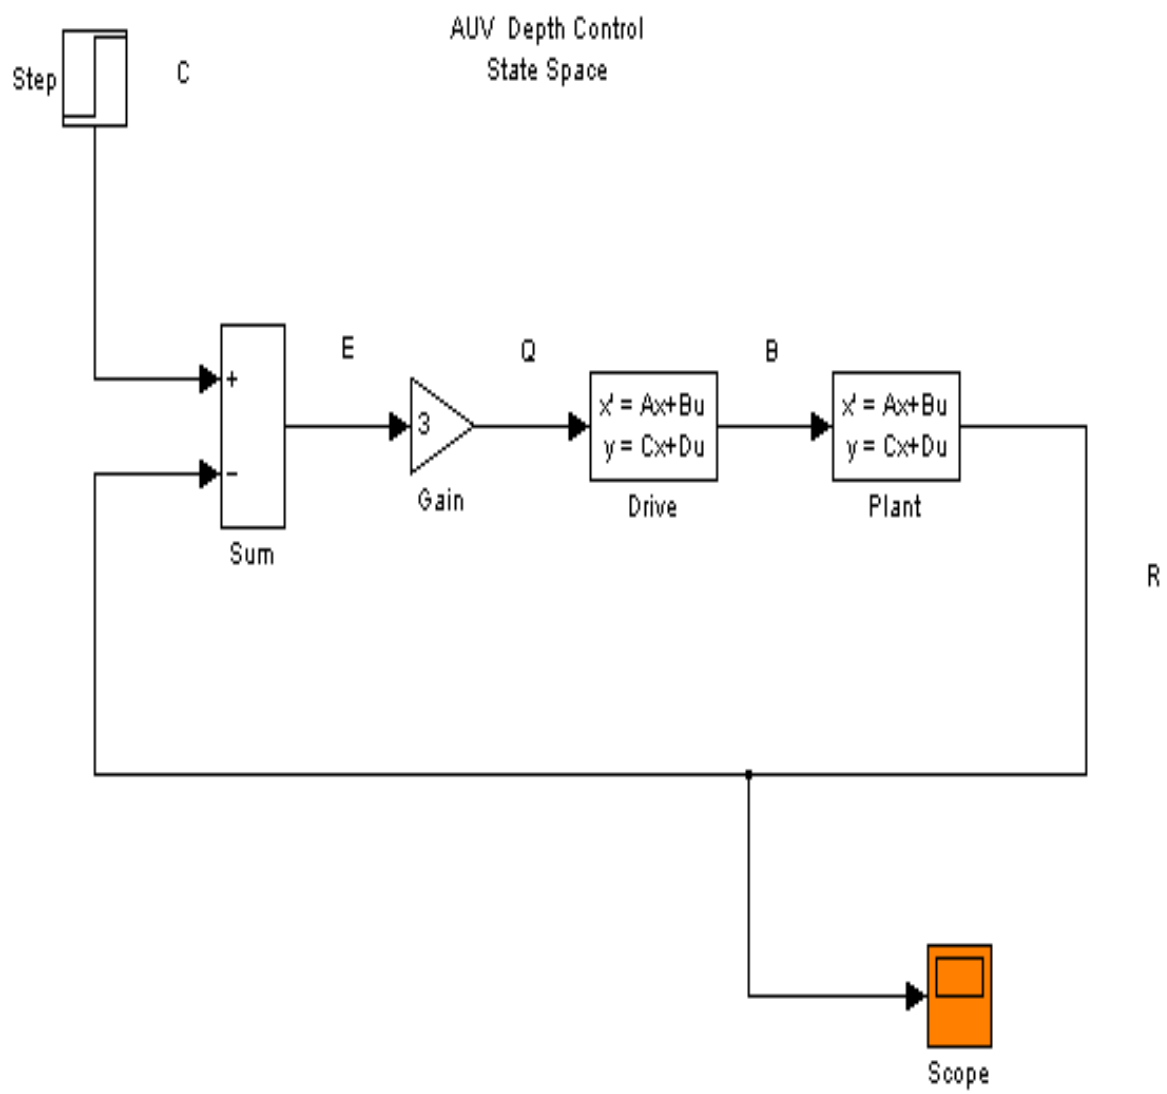 AUV Depth Control
State Space
Step
C
+
−
Sum
E
3
Gain
Q
x' = Ax+Bu
y = Cx+Du
Drive
B
x' = Ax+Bu
y = Cx+Du
Plant
R
Scope